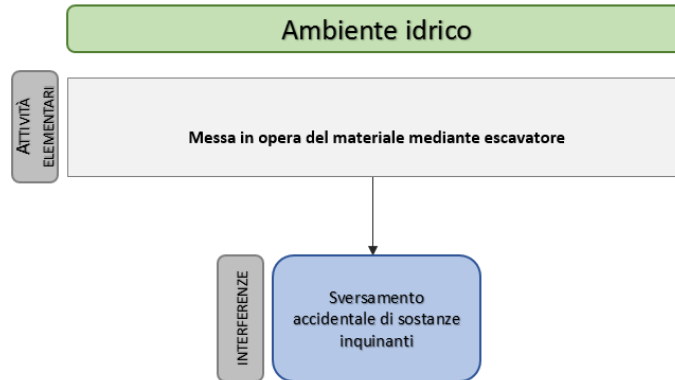 Ambiente idrico
ATTIVITÀ
ELEMENTARI
Messa in opera del materiale mediante escavatore
INTERFERENZE
Sversamento
accidentale di sostanze
inquinanti